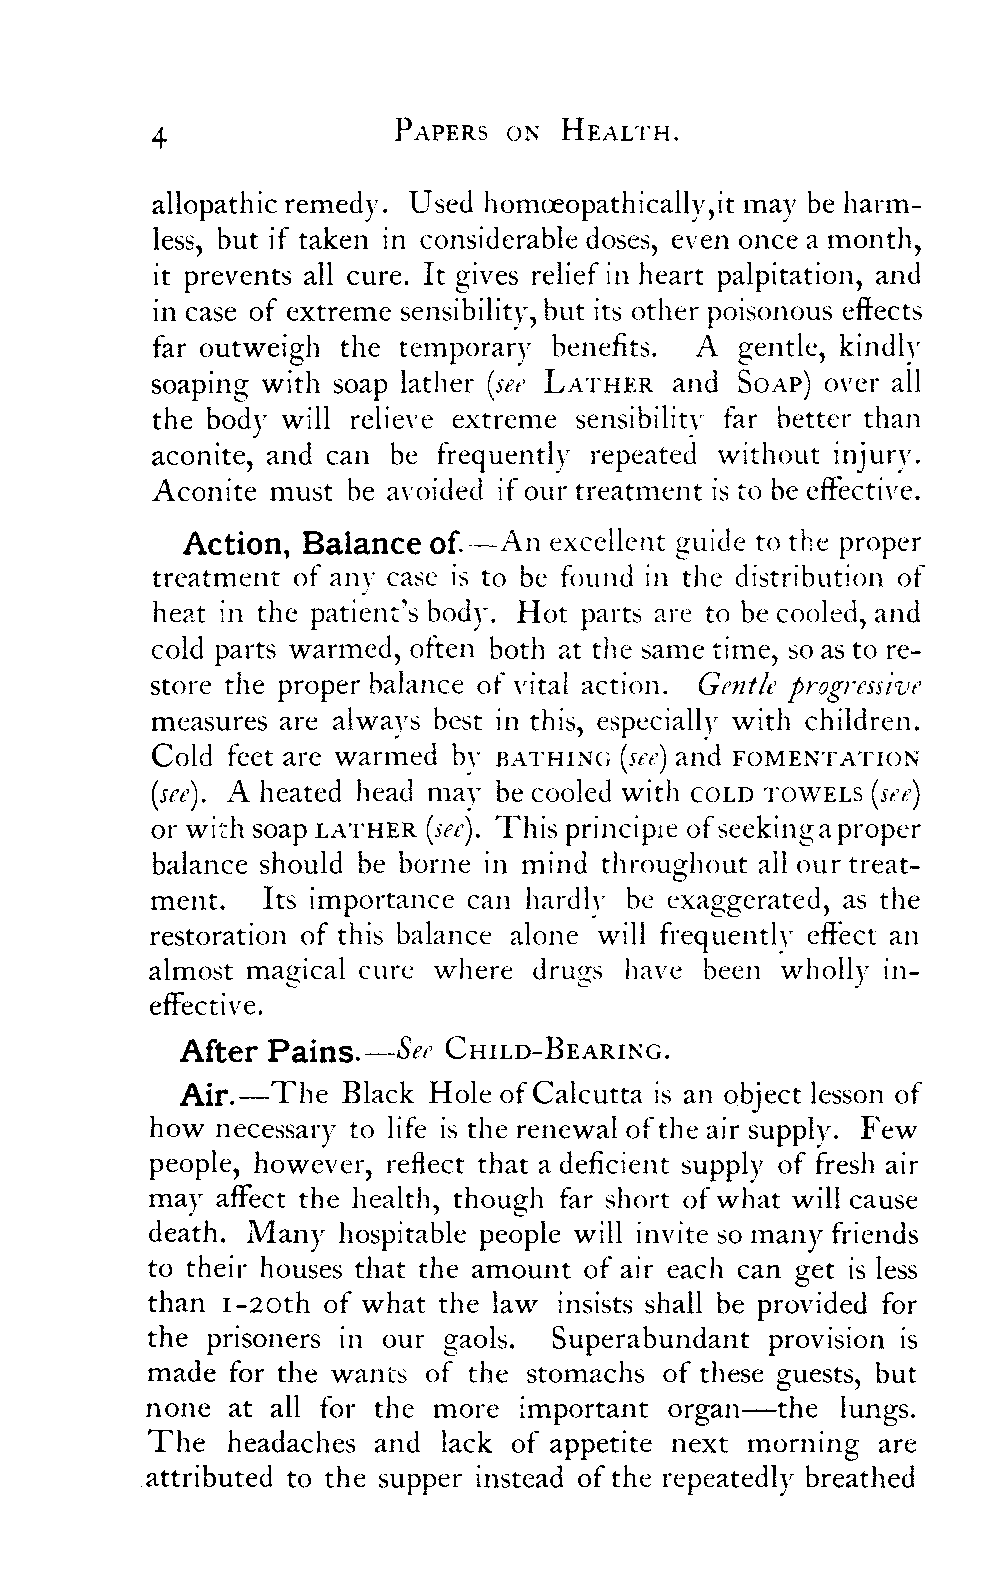 4 PAPERS ON HEALTH.
allopathic remedy. Used homœopathically,it may be harm-
less, but if taken in considerable doses, even once a month,
it prevents all cure. It gives relief in heart palpitation, and
in case of extreme sensibility, but its other poisonous effects
far outweigh the temporary benefits. A gentle, kindly
soaping with soap lather (see LATHER and SOAP) over all
the body will relieve extreme sensibility far better than
aconite, and can be frequently repeated without injury.
Aconite must be avoided if our treatment is to be effective.
Action, Balance of.—An excellent guide to the proper
treatment of any case is to be found in the distribution of
heat in the patient's body. Hot parts are to be cooled, and
cold parts warmed, often both at the same time, so as to re-
store the proper balance of vital action. Gentle progressive
measures are always best in this, especially with children.
Cold feet are warmed by BATHING (see) and FOMENTATION
(see). A heated head may be cooled with COLD TOWELS (see)
or with soap LATHER (see). This principle of seeking a proper
balance should be borne in mind throughout all our treat-
ment. Its importance can hardly be exaggerated, as the
restoration of this balance alone will frequently effect an
almost magical cure where drugs have been wholly in-
effective.
After Pains.—See CHILD-BEARING.
Air.—The Black Hole of Calcutta is an object lesson of
how necessary to life is the renewal of the air supply. Few
people, however, reflect that a deficient supply of fresh air
may affect the health, though far short of what will cause
death. Many hospitable people will invite so many friends
to their houses that the amount of air each can get is less
than 1-20th of what the law insists shall be provided for
the prisoners in our gaols. Superabundant provision is
made for the wants of the stomachs of these guests, but
none at all for the more important organ—the lungs.
The headaches and lack of appetite next morning are
attributed to the supper instead of the repeatedly breathed